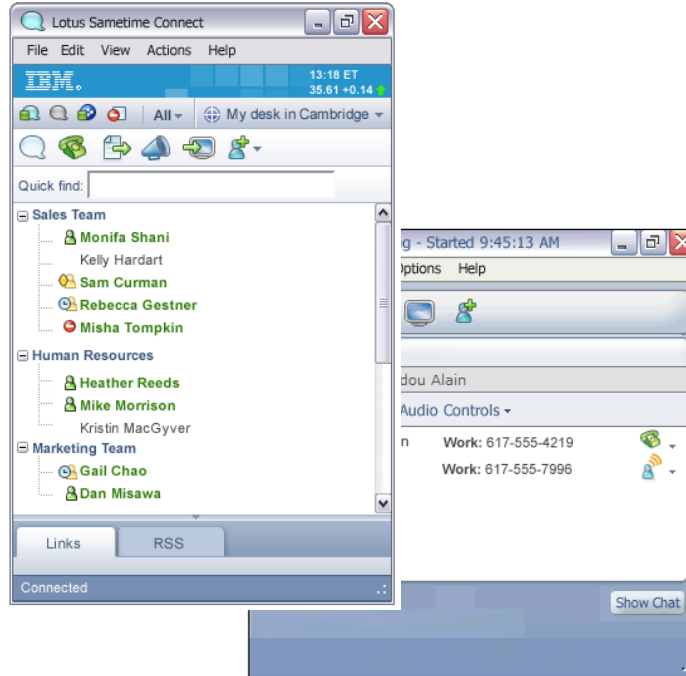 Lotus Sametime Connect
File Edit View Actions Help
IBM.
13:18 ET
35.61 +0.14
All
My desk in Cambridge
Quick find:
Sales Team
Monifa Shani
Kelly Hardart
Sam Curman
Rebecca Gestner
Misha Tompkin
Human Resources
Heather Reeds
Mike Morrison
Kristin MacGyver
Marketing Team
Gail Chao
Dan Misawa
Links RSS
Connected
g - Started 9:45:13 AM
Options Help
dou Alain
Audio Controls
n Work: 617-555-4219
Work: 617-555-7996
Show Chat